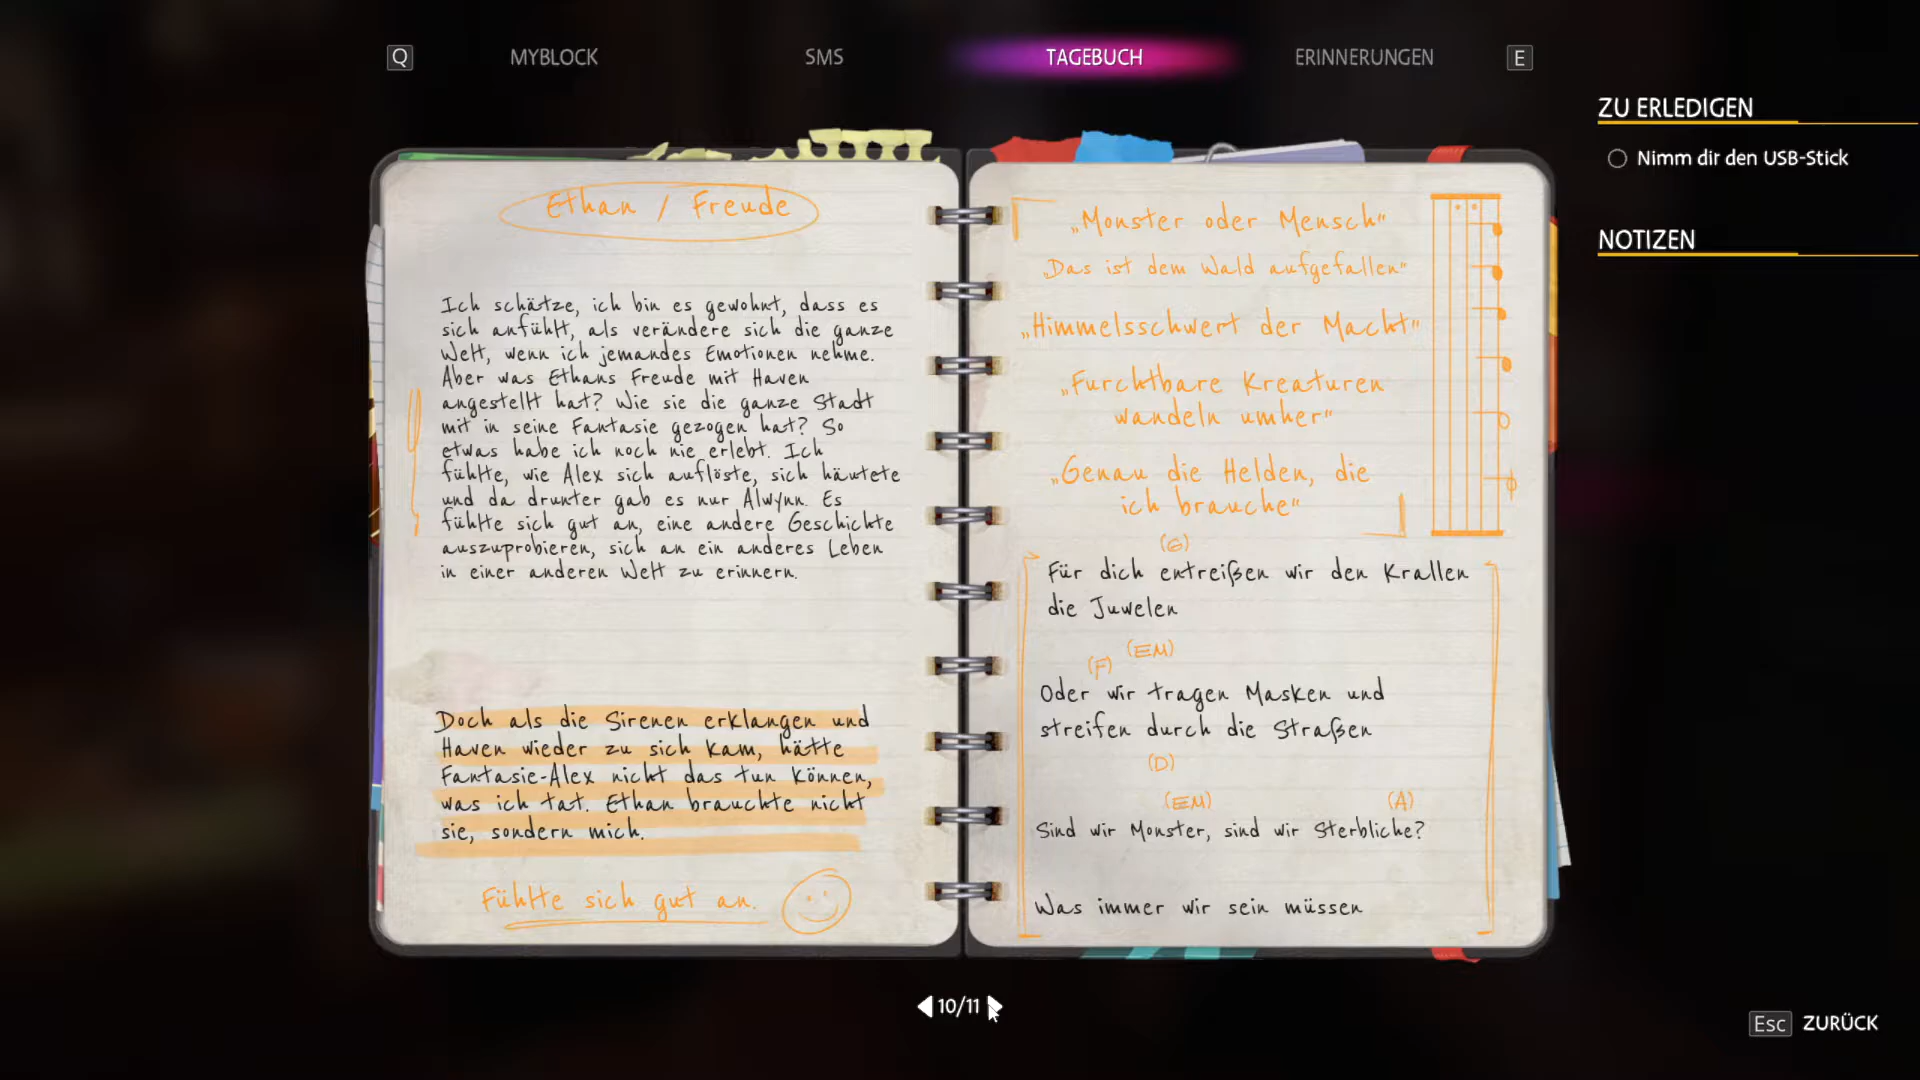 Q
MYBLOCK
SMS
TAGEBUCH
ERINNERUNGEN
E
ZU ERLEDIGEN
Nimm dir den USB-Stick
NOTIZEN
Ethan / Freude
Ich schätze, ich bin es gewohnt, dass es
sich anfühlt, als verändere sich die ganze
Welt, wenn ich jemandes Emotionen nehme.
Aber was Ethans Freude mit Haven
angestellt hat? Wie sie die ganze Stadt
mit in seine Fantasie gezogen hat? So
etwas habe ich noch nie erlebt. Ich
fühlte, wie Alex sich auflöste, sich häutete
und da drunter gab es nur Alwynn. Es
fühlte sich gut an, eine andere Geschichte
auszuprobieren, sich an ein anderes Leben
in einer anderen Welt zu erinnern.
Doch als die Sirenen erklangen und
Haven wieder zu sich kam, hätte
Fantasie-Alex nicht das tun können,
was ich tat. Ethan brauchte nicht
sie, sondern mich.
Fühlte sich gut an.
„Monster oder Mensch"
Das ist dem Wald aufgefallen"
„Himmelsschwert der Macht"
„Furchtbare Kreaturen
wandeln umher"
„Genau die Helden, die
ich brauche"
(G)
Für dich entreißen wir den Krallen
die Juwelen
(EM)
(F)
Oder wir tragen Masken und
streifen durch die Straßen
(D)
(EM) (A)
Sind wir Monster, sind wir Sterbliche?
Was immer wir sein müssen
10/11
Esc ZURÜCK